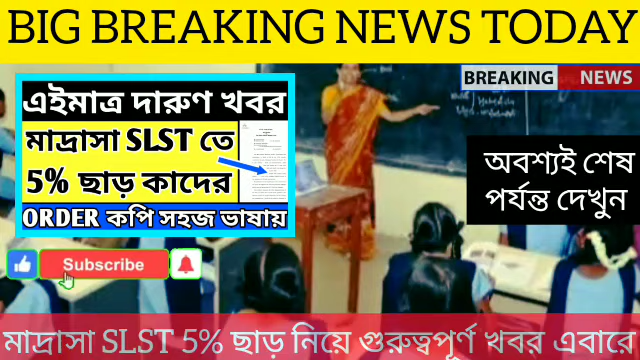 BIG BREAKING NEWS TODAY
BREAKING NEWS
এইমাত্র দারুণ খবর
মাদ্রাসা SLST তে
5% ছাড় কাদের
ORDER কপি সহজ ভাষায়
অবশ্যই শেষ
পর্যন্ত দেখুন
Subscribe
মাদ্রাসা SLST 5% ছাড় নিয়ে গুরুত্বপূর্ণ খবর এবারে